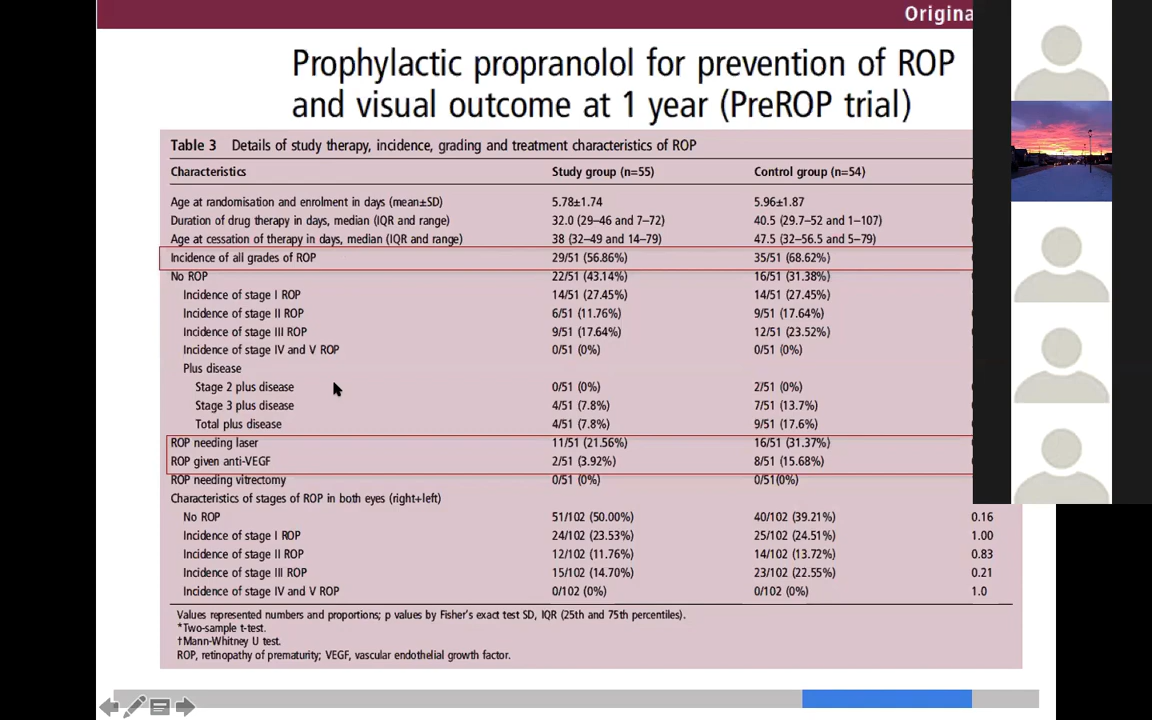 Origina
Prophylactic propranolol for prevention of ROP
and visual outcome at 1 year (PreROP trial)
Table 3 Details of study therapy, incidence, grading and treatment characteristics of ROP
Characteristics Study group (n=55) Control group (n=54)
Age at randomisation and enrolment in days (mean±SD) 5.78±1.74 5.96±1.87
Duration of drug therapy in days, median (IQR and range) 32.0 (29–46 and 7–72) 40.5 (29.7–52 and 1–107)
Age at cessation of therapy in days, median (IQR and range) 38 (32–49 and 14–79) 47.5 (32–56.5 and 5–79)
Incidence of all grades of ROP 29/51 (56.86%) 35/51 (68.62%)
No ROP 22/51 (43.14%) 16/51 (31.38%)
Incidence of stage I ROP 14/51 (27.45%) 14/51 (27.45%)
Incidence of stage II ROP 6/51 (11.76%) 9/51 (17.64%)
Incidence of stage III ROP 9/51 (17.64%) 12/51 (23.52%)
Incidence of stage IV and V ROP 0/51 (0%) 0/51 (0%)
Plus disease
Stage 2 plus disease 0/51 (0%) 2/51 (0%)
Stage 3 plus disease 4/51 (7.8%) 7/51 (13.7%)
Total plus disease 4/51 (7.8%) 9/51 (17.6%)
ROP needing laser 11/51 (21.56%) 16/51 (31.37%)
ROP given anti-VEGF 2/51 (3.92%) 8/51 (15.68%)
ROP needing vitrectomy 0/51 (0%) 0/51(0%)
Characteristics of stages of ROP in both eyes (right+left)
No ROP 51/102 (50.00%) 40/102 (39.21%) 0.16
Incidence of stage I ROP 24/102 (23.53%) 25/102 (24.51%) 1.00
Incidence of stage II ROP 12/102 (11.76%) 14/102 (13.72%) 0.83
Incidence of stage III ROP 15/102 (14.70%) 23/102 (22.55%) 0.21
Incidence of stage IV and V ROP 0/102 (0%) 0/102 (0%) 1.0
Values represented numbers and proportions; p values by Fisher's exact test SD, IQR (25th and 75th percentiles).
*Two-sample t-test.
†Mann-Whitney U test.
ROP, retinopathy of prematurity; VEGF, vascular endothelial growth factor.